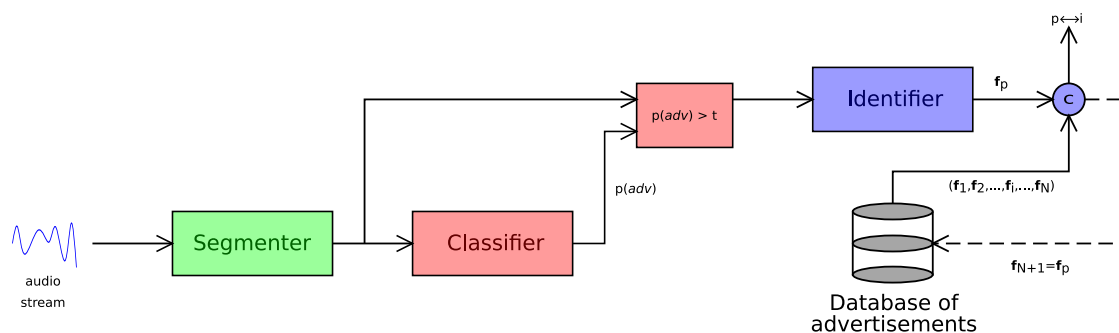 p⟷i
Identifier
f_p
c
p(adv) > t
(f_1,f_2,...,f_i,...,f_N)
p(adv)
Segmenter
Classifier
f_N+1=f_p
audio
stream
Database of
advertisements